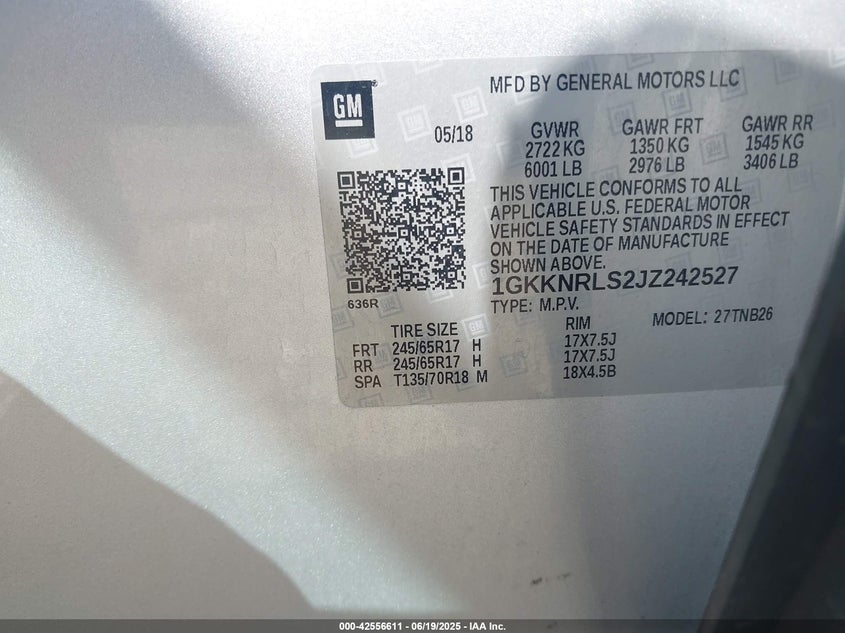 GM
MFD BY GENERAL MOTORS LLC
05/18
GVWR GAWR FRT GAWR RR
2722 KG 1350 KG 1545 KG
6001 LB 2976 LB 3406 LB
THIS VEHICLE CONFORMS TO ALL
APPLICABLE U.S. FEDERAL MOTOR
VEHICLE SAFETY STANDARDS IN EFFECT
ON THE DATE OF MANUFACTURE
SHOWN ABOVE.
1GKKNRLS2JZ242527
636R
TYPE: M.P.V. MODEL: 27TNB26
TIRE SIZE RIM
FRT 245/65R17 H 17X7.5J
RR 245/65R17 H 17X7.5J
SPA T135/70R18 M 18X4.5B
000-42556611 - 06/19/2025 - IAA Inc.